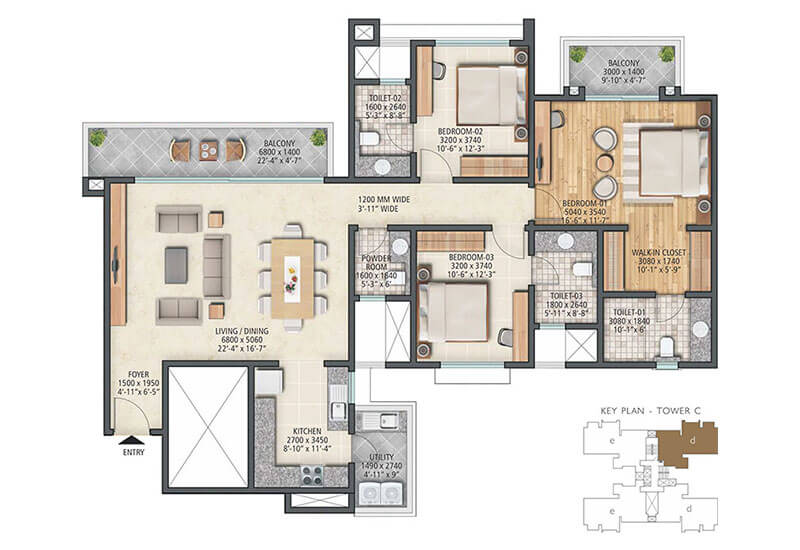 BALCONY
3000 x 1400
9'-10" x 4'-7"
TOILET-02
1600 x 2640
5'-3" x 8'-8"
BEDROOM-02
3200 x 3740
10'-6" x 12'-3"
BALCONY
6800 x 1400
22'-4" x 4'-7"
1200 MM WIDE
3'-11" WIDE
BEDROOM-01
5040 x 3540
16'-6" x 11'-7"
WALK-IN CLOSET
3080 x 1740
10'-1" x 5'-9"
POWDER
ROOM
1600 x 1840
5'-3" x 6'
BEDROOM-03
3200 x 3740
10'-6" x 12'-3"
TOILET-03
1800 x 2640
5'-11" x 8'-8"
TOILET-01
3080 x 1840
10'-1" x 6'
LIVING / DINING
6800 x 5060
22'-4" x 16'-7"
FOYER
1500 x 1950
4'-11" x 6'-5"
ENTRY
KITCHEN
2700 x 3450
8'-10" x 11'-4"
UTILITY
1490 x 2740
4'-11" x 9'
KEY PLAN - TOWER C
e
d
e
d